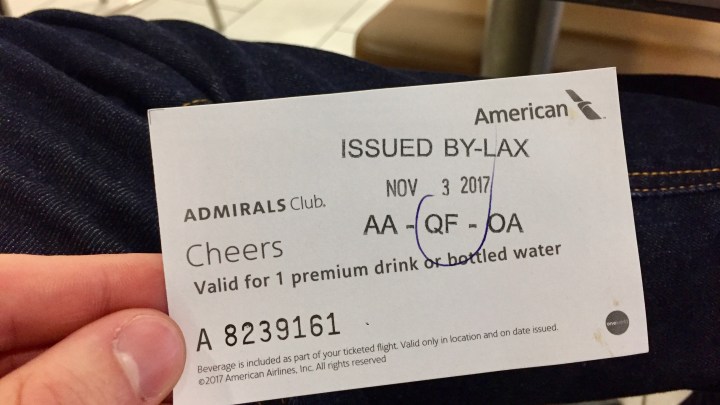 American
ISSUED BY-LAX
NOV 3 2017
ADMIRALS Club.
AA - QF - OA
Cheers
Valid for 1 premium drink or bottled water
A 8239161
Beverage is included as part of your ticketed flight. Valid only in location and on date issued.
©2017 American Airlines, Inc. All rights reserved